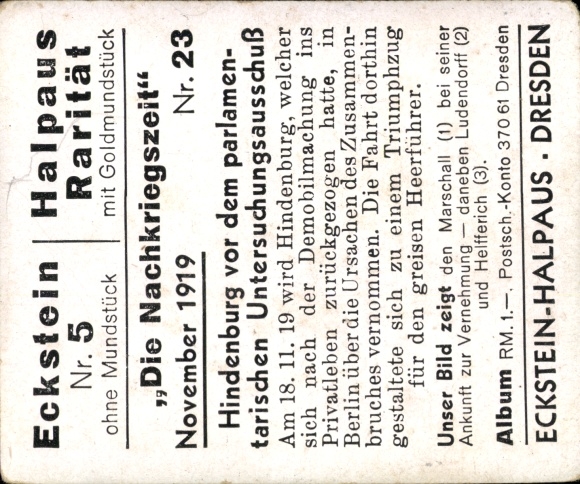 Eckstein | Halpaus
Nr. 5 | Rarität
ohne Mundstück | mit Goldmundstück
„Die Nachkriegszeit“
November 1919 Nr. 23
Hindenburg vor dem parlamen-
tarischen Untersuchungsausschuß
Am 18. 11. 19 wird Hindenburg, welcher
sich nach der Demobilmachung ins
Privatleben zurückgezogen hatte, in
Berlin über die Ursachen des Zusammen-
bruches vernommen. Die Fahrt dorthin
gestaltete sich zu einem Triumphzug
für den greisen Heerführer.
Unser Bild zeigt den Marschall (1) bei seiner
Ankunft zur Vernehmung — daneben Ludendorff (2)
und Helfferich (3).
Album RM. 1.—. Postsch.-Konto 370 61 Dresden
ECKSTEIN-HALPAUS · DRESDEN